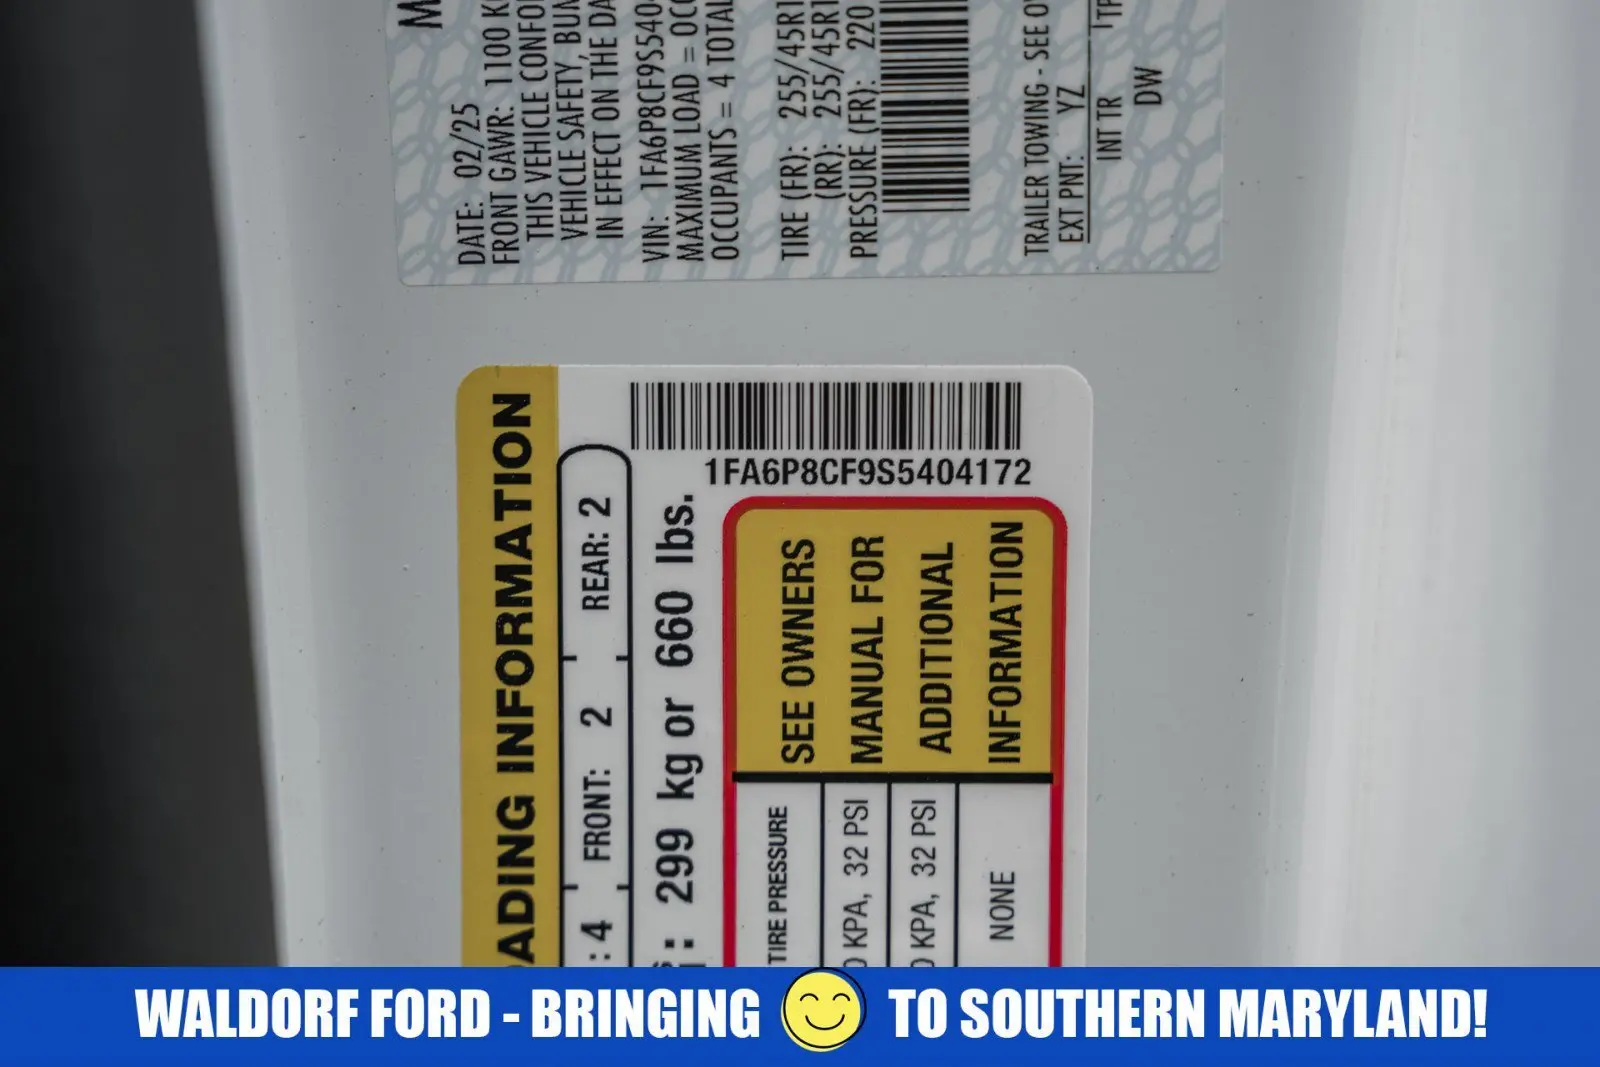 M
DATE: 02/25
FRONT GAWR: 1100 K
THIS VEHICLE CONFO
VEHICLE SAFETY, BUM
IN EFFECT ON THE DA
VIN: 1FA6P8CF9S540
MAXIMUM LOAD = OCC
OCCUPANTS = 4 TOTAL
TIRE (FR): 255/45R1
(RR): 255/45R1
PRESSURE (FR): 220
TRAILER TOWING - SEE O
EXT PNT: YZ
INT TR
TP
DW
ADING INFORMATION
: 4 FRONT: 2 REAR: 2
: 299 kg or 660 lbs.
1FA6P8CF9S5404172
TIRE PRESSURE
0 KPA, 32 PSI
0 KPA, 32 PSI
NONE
SEE OWNERS
MANUAL FOR
ADDITIONAL
INFORMATION
WALDORF FORD - BRINGING TO SOUTHERN MARYLAND!